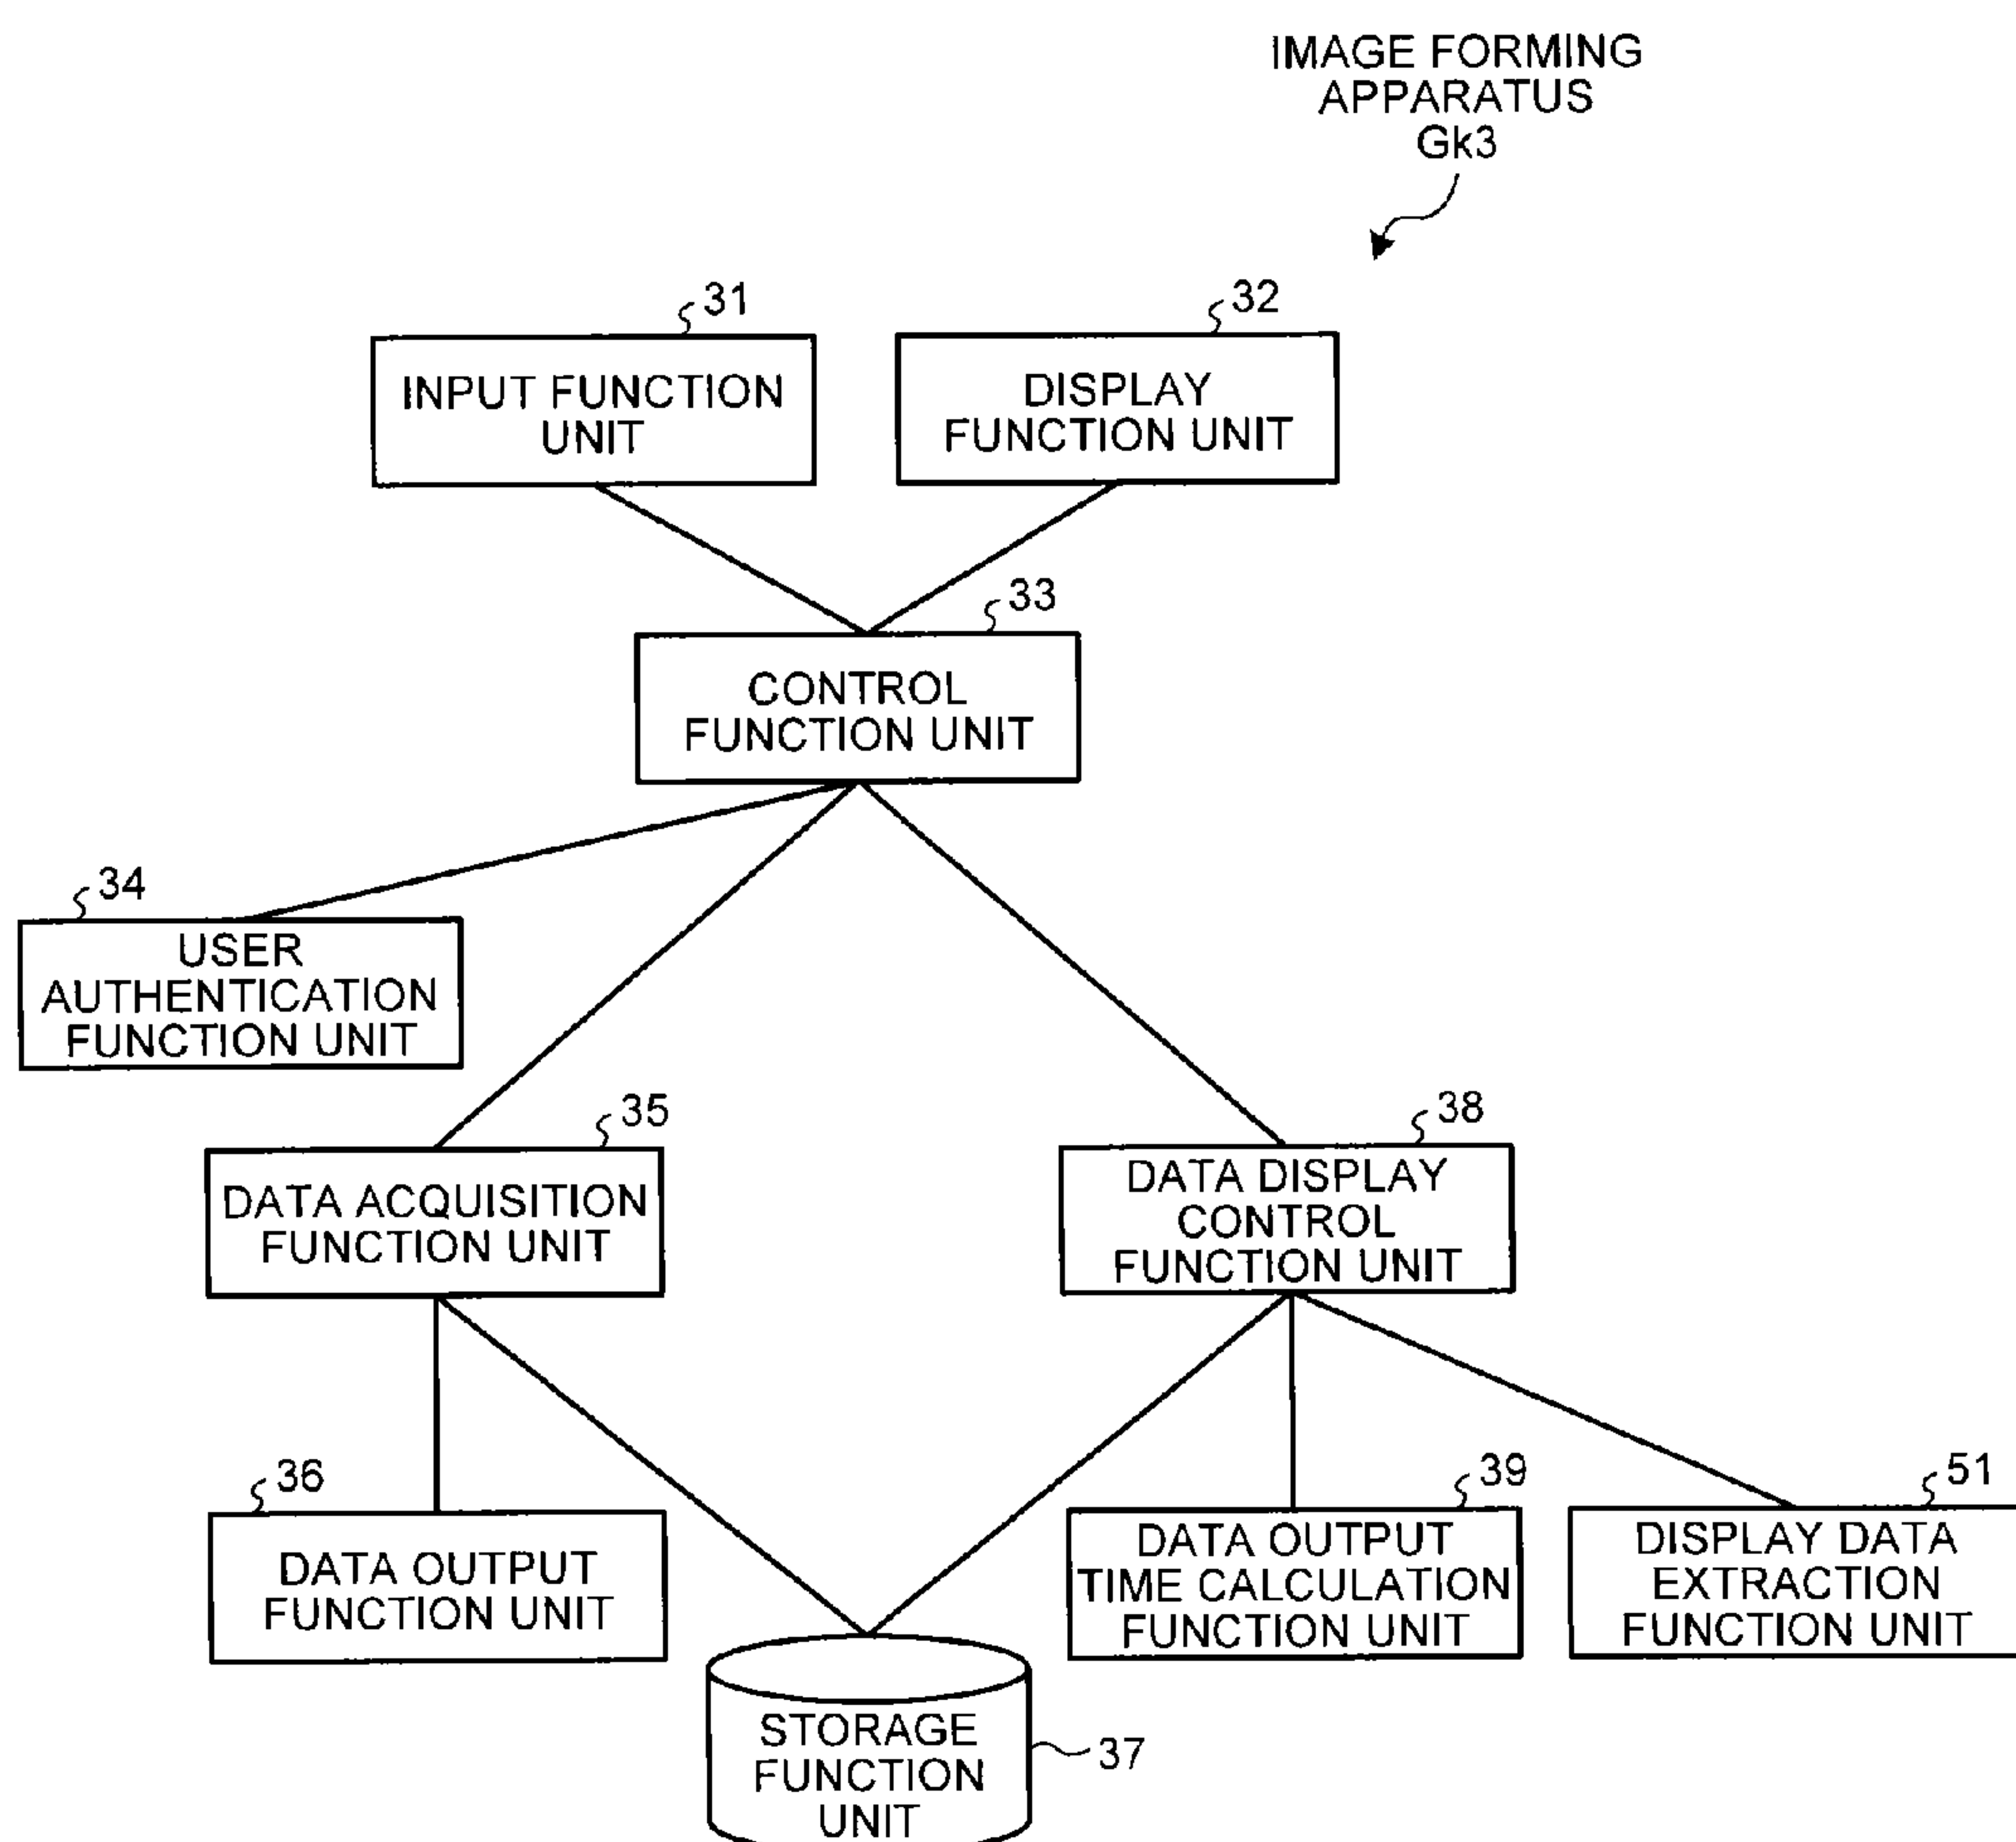 IMAGE FORMING
APPARATUS
Gk3
31
32
INPUT FUNCTION
UNIT
DISPLAY
FUNCTION UNIT
33
CONTROL
FUNCTION UNIT
34
USER
AUTHENTICATION
FUNCTION UNIT
35
38
DATA ACQUISITION
FUNCTION UNIT
DATA DISPLAY
CONTROL
FUNCTION UNIT
36
39
51
DATA OUTPUT
FUNCTION UNIT
DATA OUTPUT
TIME CALCULATION
FUNCTION UNIT
DISPLAY DATA
EXTRACTION
FUNCTION UNIT
STORAGE
FUNCTION
UNIT
37